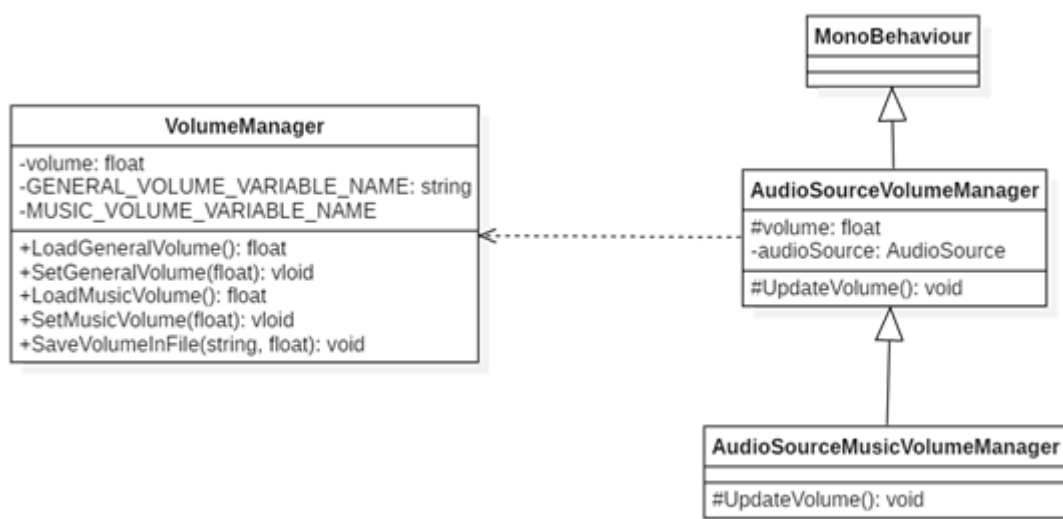 MonoBehaviour
VolumeManager
-volume: float
-GENERAL_VOLUME_VARIABLE_NAME: string
-MUSIC_VOLUME_VARIABLE_NAME
+LoadGeneralVolume(): float
+SetGeneralVolume(float): vloid
+LoadMusicVolume(): float
+SetMusicVolume(float): vloid
+SaveVolumeInFile(string, float): void
AudioSourceVolumeManager
#volume: float
-audioSource: AudioSource
#UpdateVolume(): void
AudioSourceMusicVolumeManager
#UpdateVolume(): void